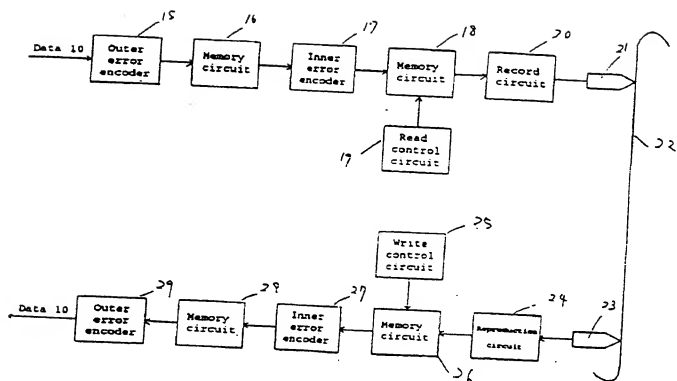 15
16
17
18
20
21
Data 10
Outer
error
encoder
Memory
circuit
Inner
error
encoder
Memory
circuit
Record
circuit
22
19
Read
control
circuit
25
Write
control
circuit
29
28
27
24
23
Data 10
Outer
error
encoder
Memory
circuit
Inner
error
encoder
Memory
circuit
Reproduction
circuit
26